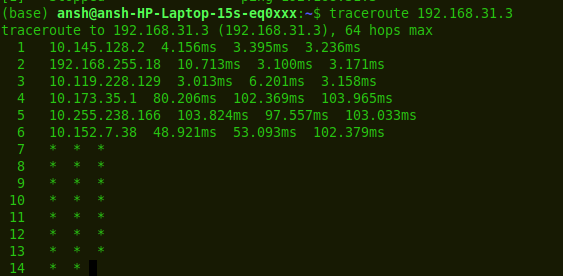 (base) ansh@ansh-HP-Laptop-15s-eq0xxx:~$ traceroute 192.168.31.3
traceroute to 192.168.31.3 (192.168.31.3), 64 hops max
1 10.145.128.2 4.156ms 3.395ms 3.236ms
2 192.168.255.18 10.713ms 3.100ms 3.171ms
3 10.119.228.129 3.013ms 6.201ms 3.158ms
4 10.173.35.1 80.206ms 102.369ms 103.965ms
5 10.255.238.166 103.824ms 97.557ms 103.033ms
6 10.152.7.38 48.921ms 53.093ms 102.379ms
7 * * *
8 * * *
9 * * *
10 * * *
11 * * *
12 * * *
13 * * *
14 * *